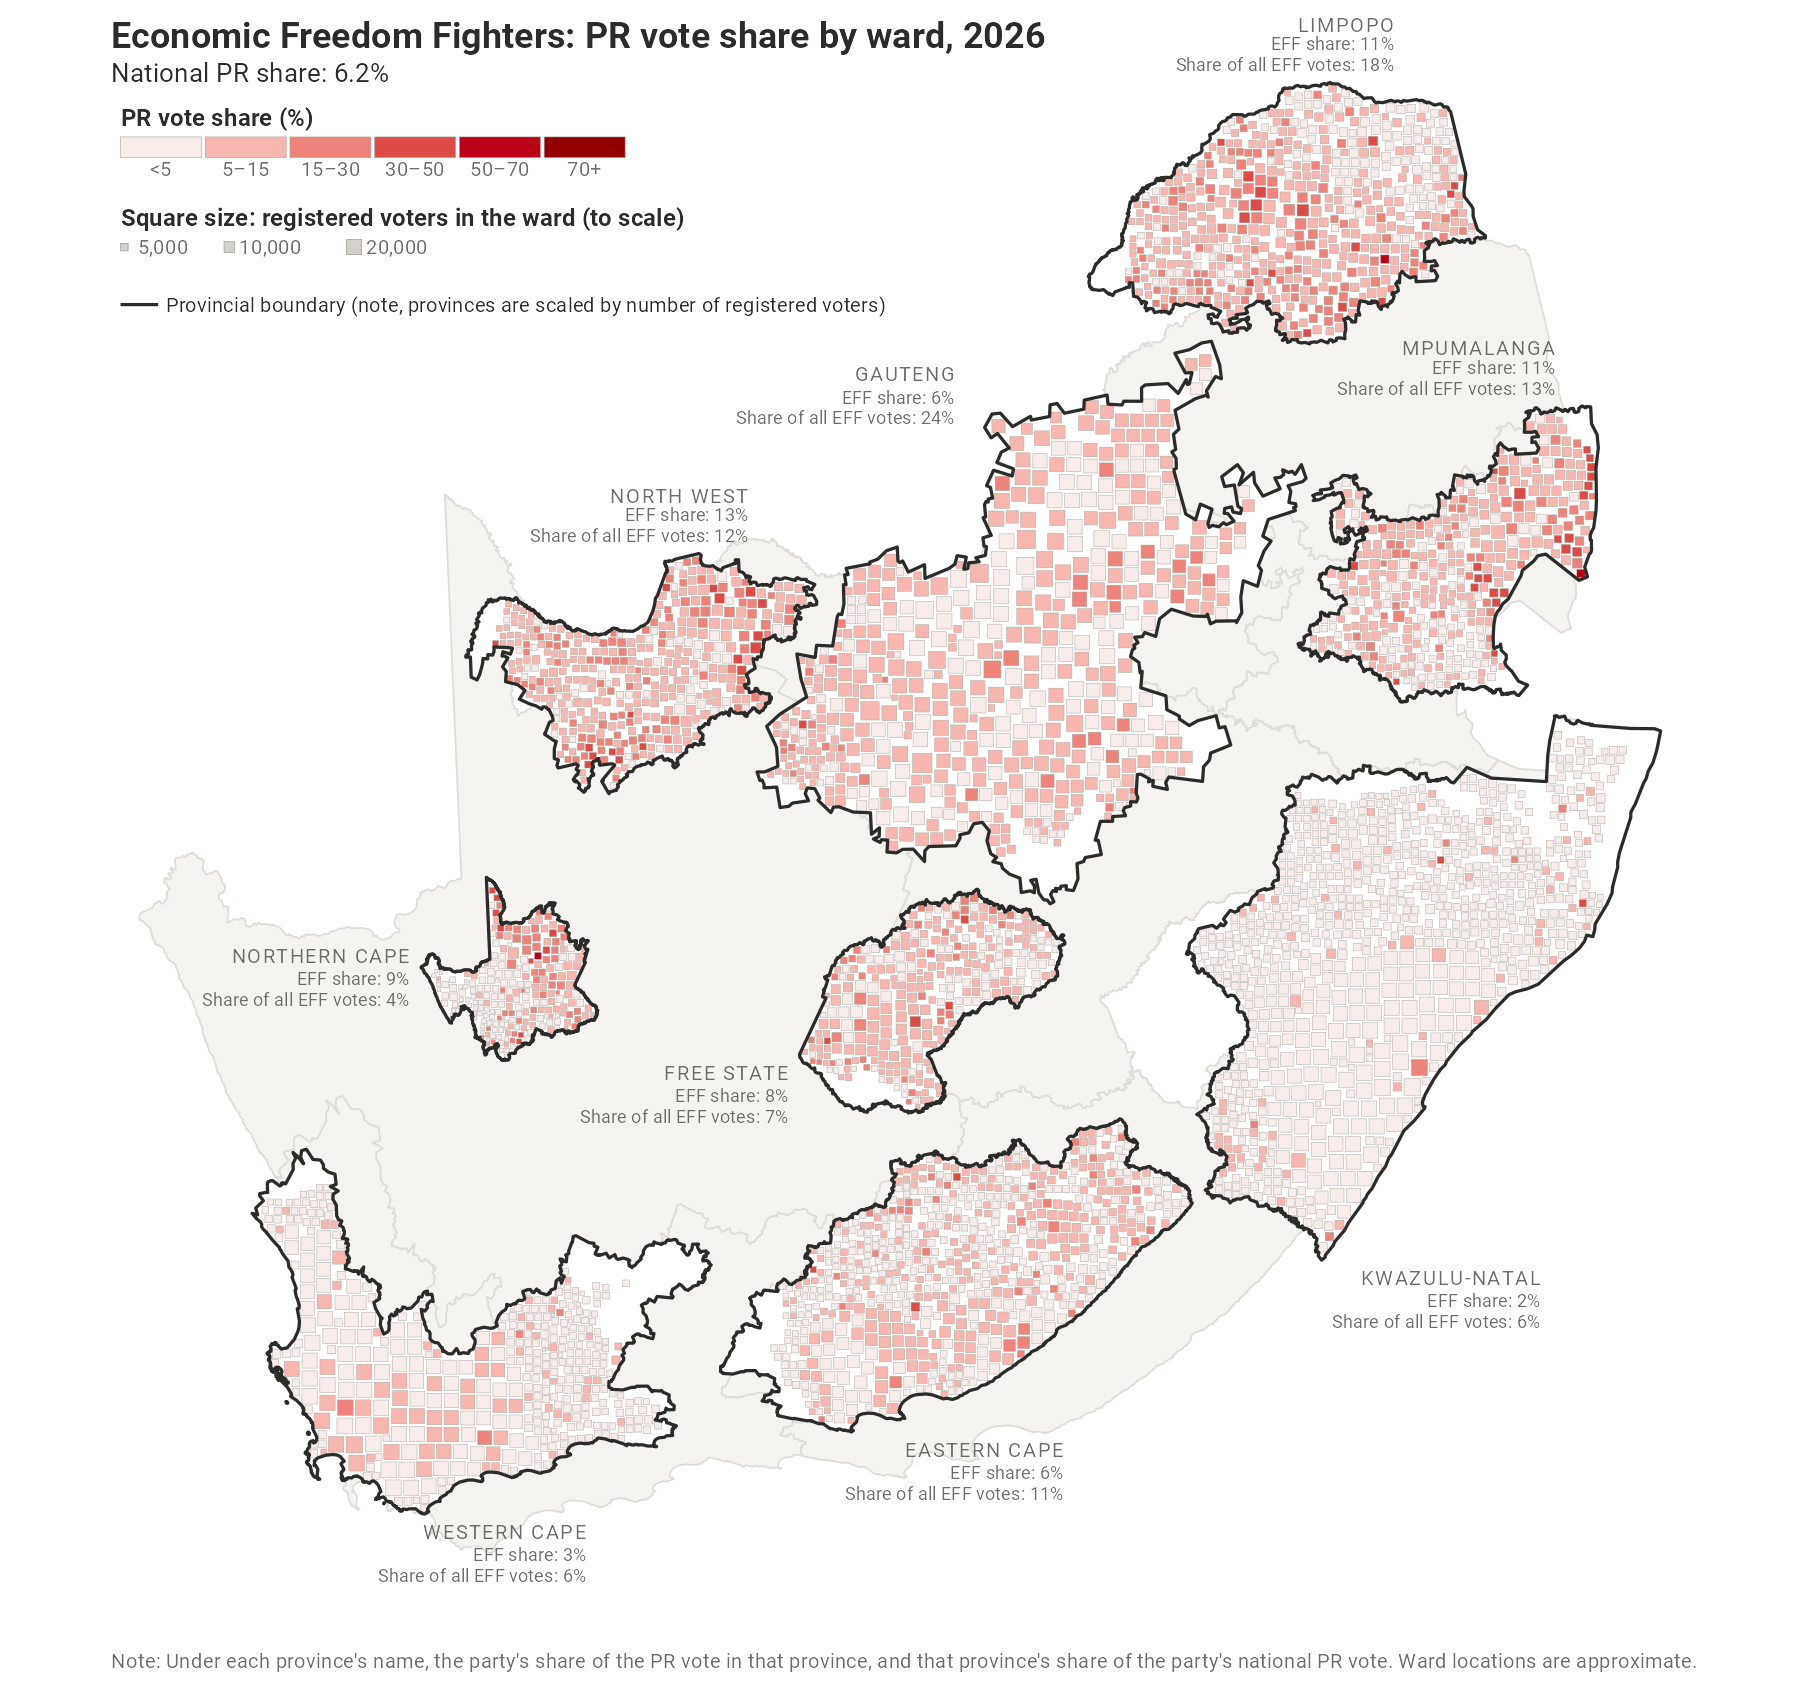 Economic Freedom Fighters: PR vote share by ward, 2026
National PR share: 6.2%
PR vote share (%)
<5 5–15 15–30 30–50 50–70 70+
Square size: registered voters in the ward (to scale)
5,000 10,000 20,000
Provincial boundary (note, provinces are scaled by number of registered voters)
LIMPOPO
EFF share: 11%
Share of all EFF votes: 18%
MPUMALANGA
EFF share: 11%
Share of all EFF votes: 13%
GAUTENG
EFF share: 6%
Share of all EFF votes: 24%
NORTH WEST
EFF share: 13%
Share of all EFF votes: 12%
NORTHERN CAPE
EFF share: 9%
Share of all EFF votes: 4%
FREE STATE
EFF share: 8%
Share of all EFF votes: 7%
KWAZULU-NATAL
EFF share: 2%
Share of all EFF votes: 6%
EASTERN CAPE
EFF share: 6%
Share of all EFF votes: 11%
WESTERN CAPE
EFF share: 3%
Share of all EFF votes: 6%
Note: Under each province's name, the party's share of the PR vote in that province, and that province's share of the party's national PR vote. Ward locations are approximate.